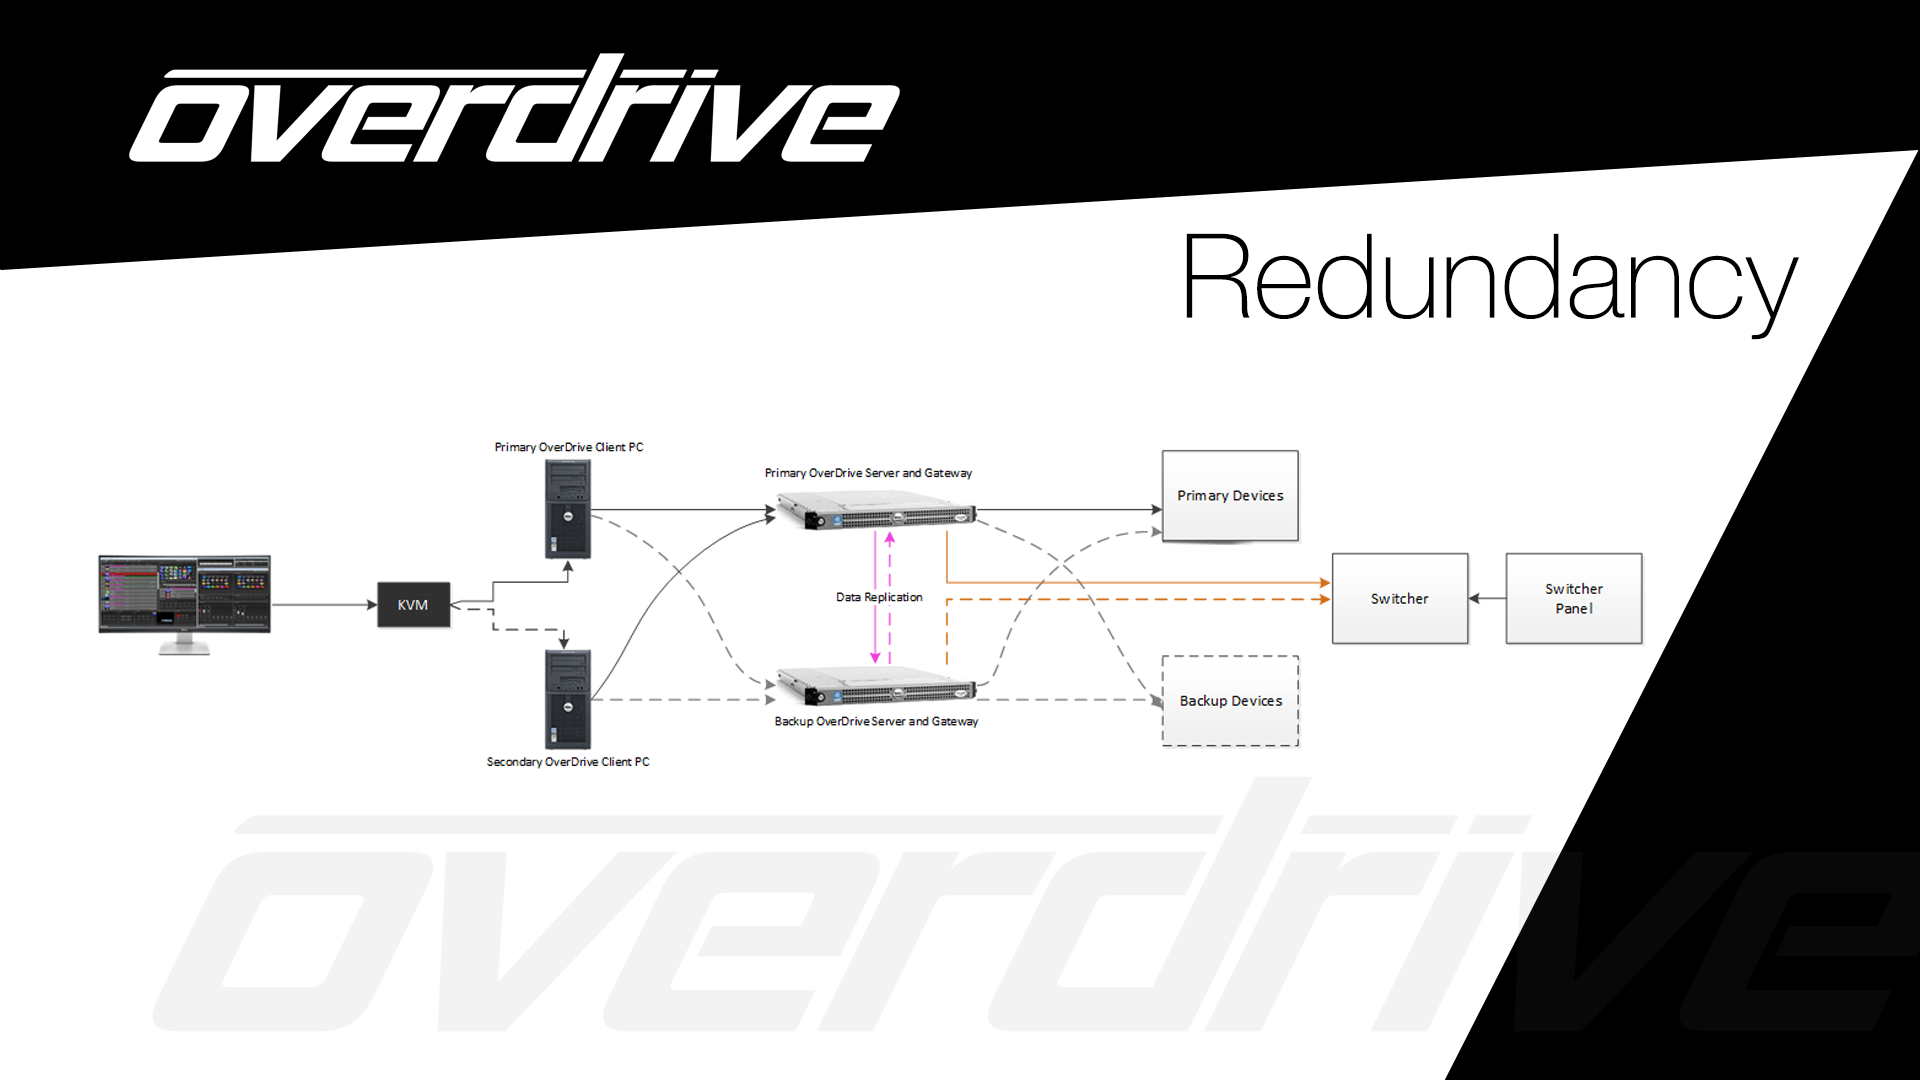 overdrive
Redundancy
Primary OverDrive Client PC
Primary OverDrive Server and Gateway
Primary Devices
KVM
Data Replication
Switcher
Switcher
Panel
Backup Devices
Backup OverDrive Server and Gateway
Secondary OverDrive Client PC
overdrive